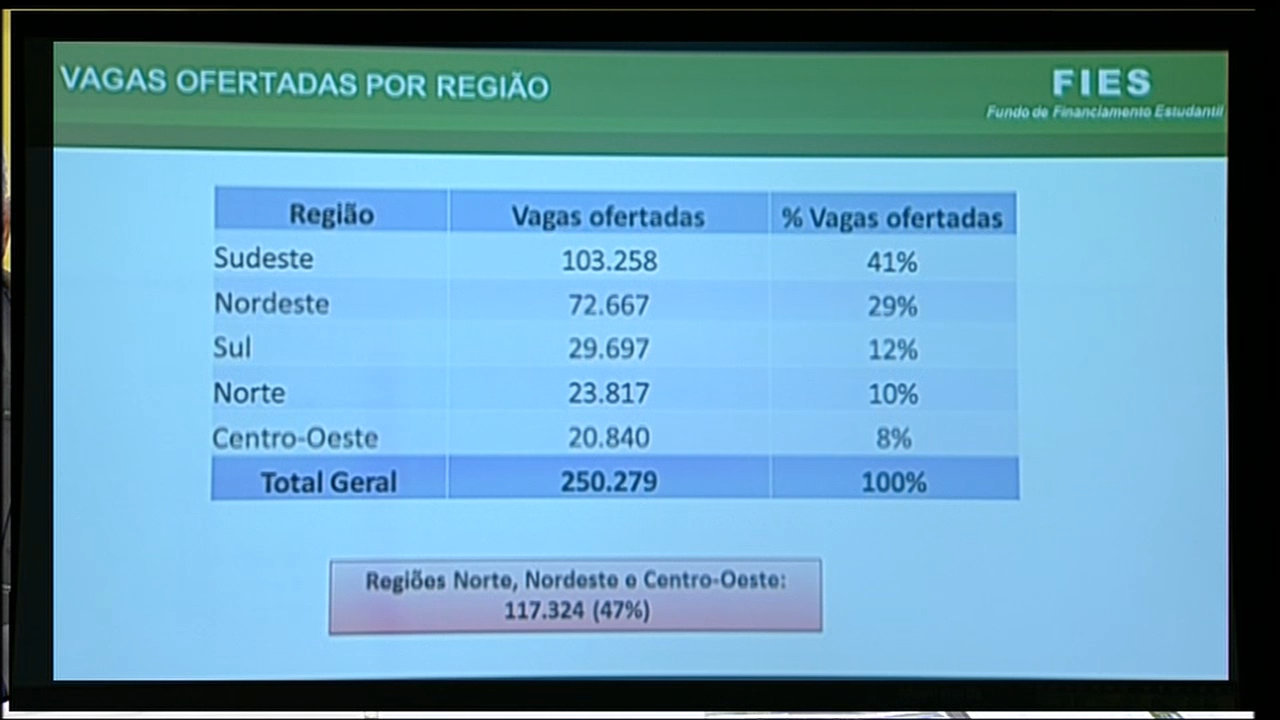 VAGAS OFERTADAS POR REGIÃO
FIES
Fundo de Financiamento Estudantil
Região Vagas ofertadas % Vagas ofertadas
Sudeste 103.258 41%
Nordeste 72.667 29%
Sul 29.697 12%
Norte 23.817 10%
Centro-Oeste 20.840 8%
Total Geral 250.279 100%
Regiões Norte, Nordeste e Centro-Oeste:
117.324 (47%)